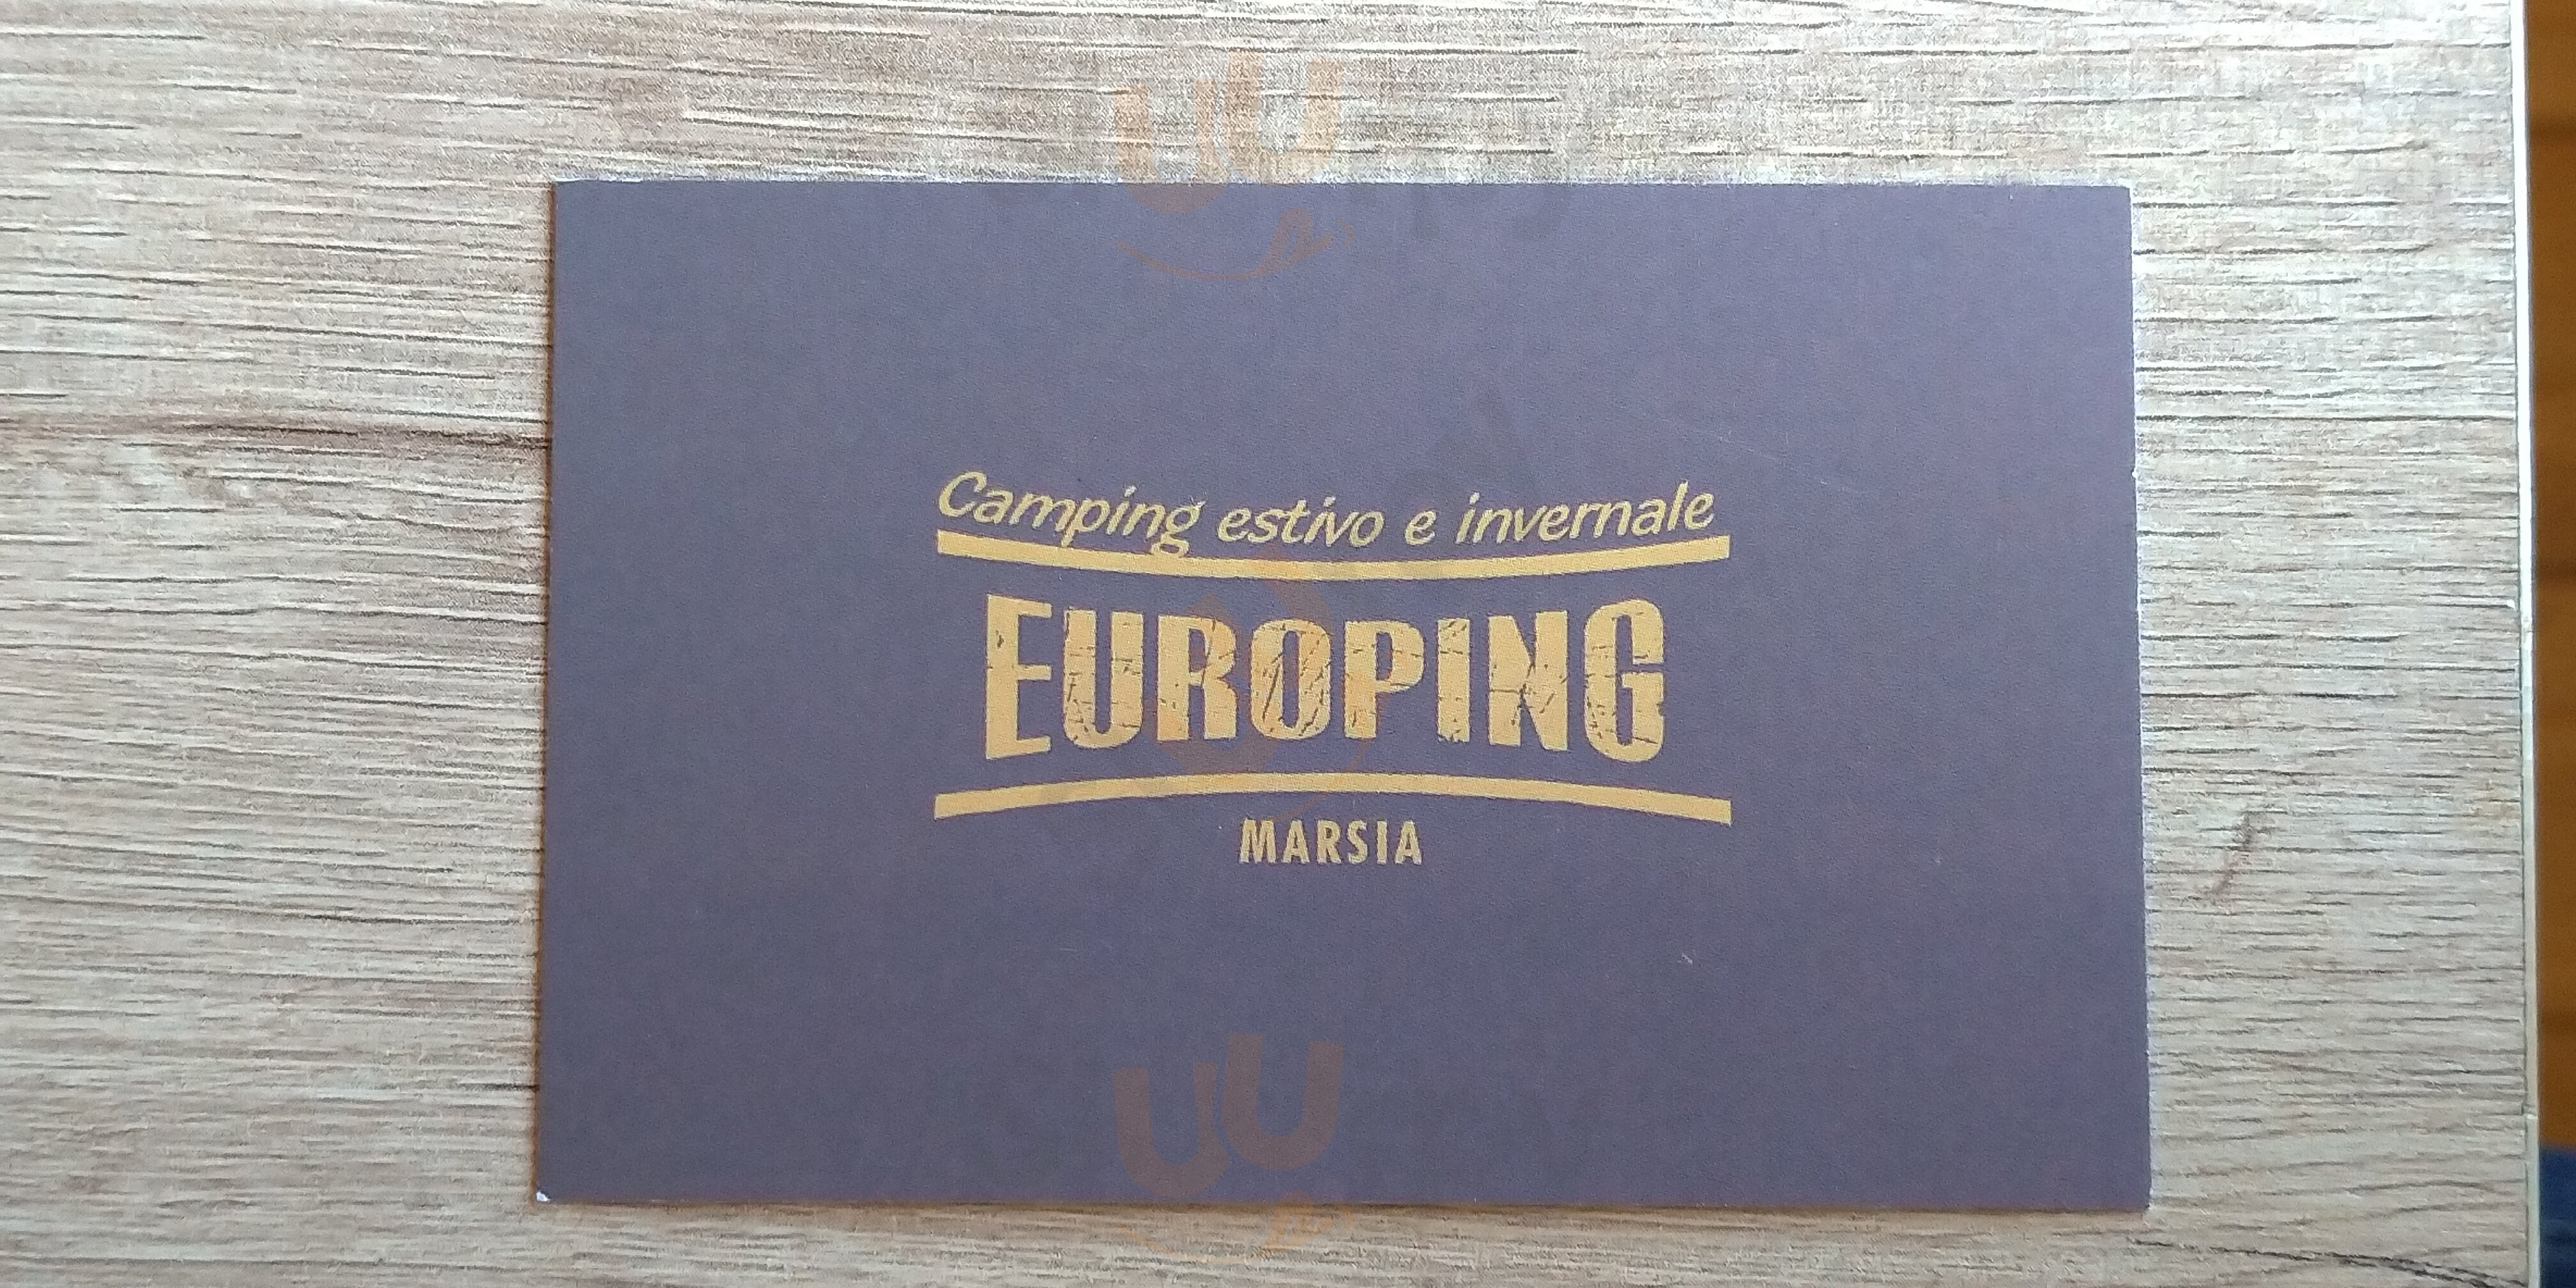 Camping estivo e invernale
EUROPING
MARSIA